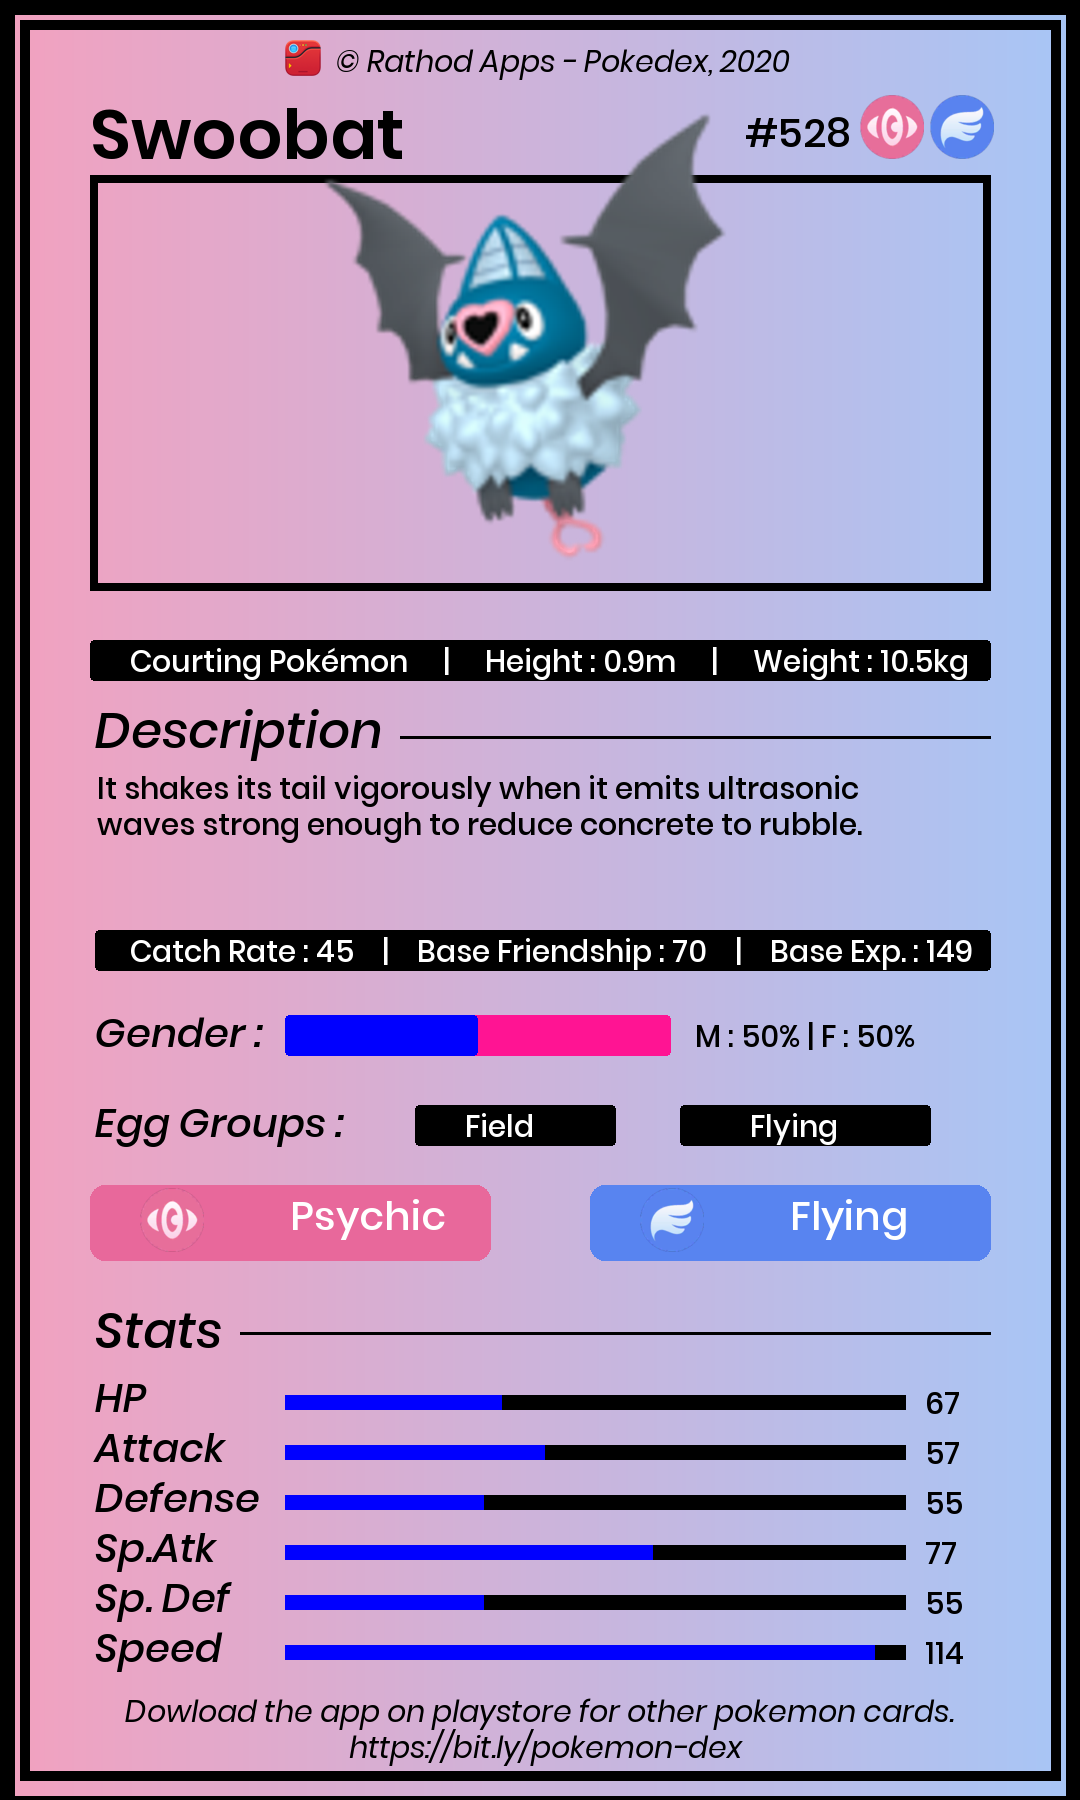 © Rathod Apps - Pokedex, 2020
Swoobat #528
Courting Pokémon | Height : 0.9m | Weight : 10.5kg
Description
It shakes its tail vigorously when it emits ultrasonic
waves strong enough to reduce concrete to rubble.
Catch Rate : 45 | Base Friendship : 70 | Base Exp. : 149
Gender : M : 50% | F : 50%
Egg Groups : Field Flying
Psychic Flying
Stats
HP 67
Attack 57
Defense 55
Sp.Atk 77
Sp. Def 55
Speed 114
Dowload the app on playstore for other pokemon cards.
https://bit.ly/pokemon-dex